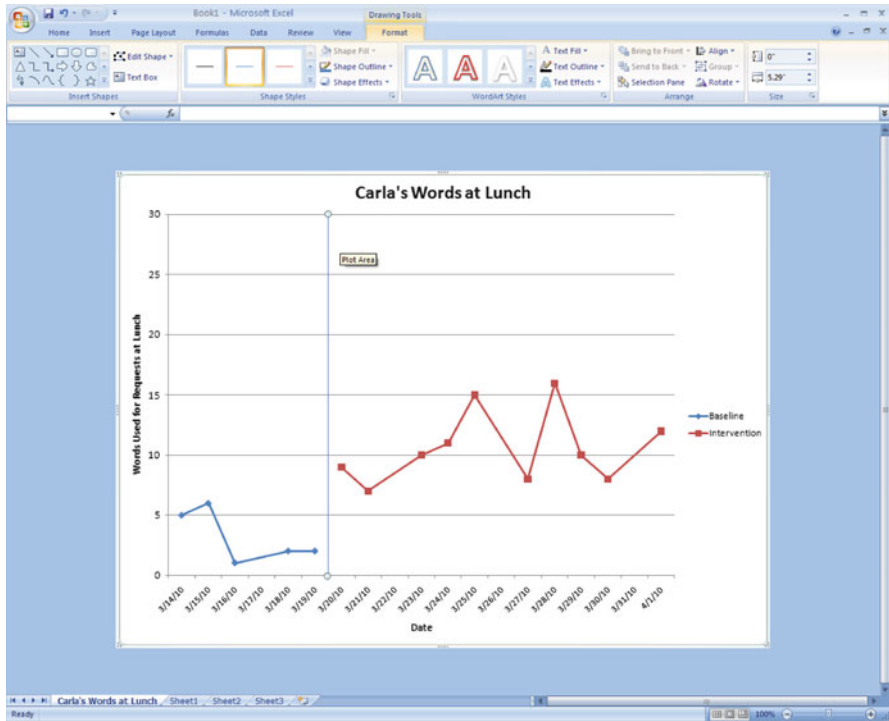 Book1 - Microsoft Excel
Drawing Tools
Home Insert Page Layout Formulas Data Review View Format
Edit Shape
Text Box
Insert Shapes
Shape Fill
Shape Outline
Shape Effects
Shape Styles
A A A
Text Fill
Text Outline
Text Effects
WordArt Styles
Bring to Front
Send to Back
Selection Pane
Align
Group
Rotate
Arrange
0"
5.29"
Size
fx
Carla's Words at Lunch
Words Used for Requests at Lunch
30
25
20
15
10
5
0
Plot Area
Baseline
Intervention
3/14/10 3/15/10 3/16/10 3/17/10 3/18/10 3/19/10 3/20/10 3/21/10 3/22/10 3/23/10 3/24/10 3/25/10 3/26/10 3/27/10 3/28/10 3/29/10 3/30/10 3/31/10 4/1/10
Date
Carla's Words at Lunch Sheet1 Sheet2 Sheet3
Ready
100%